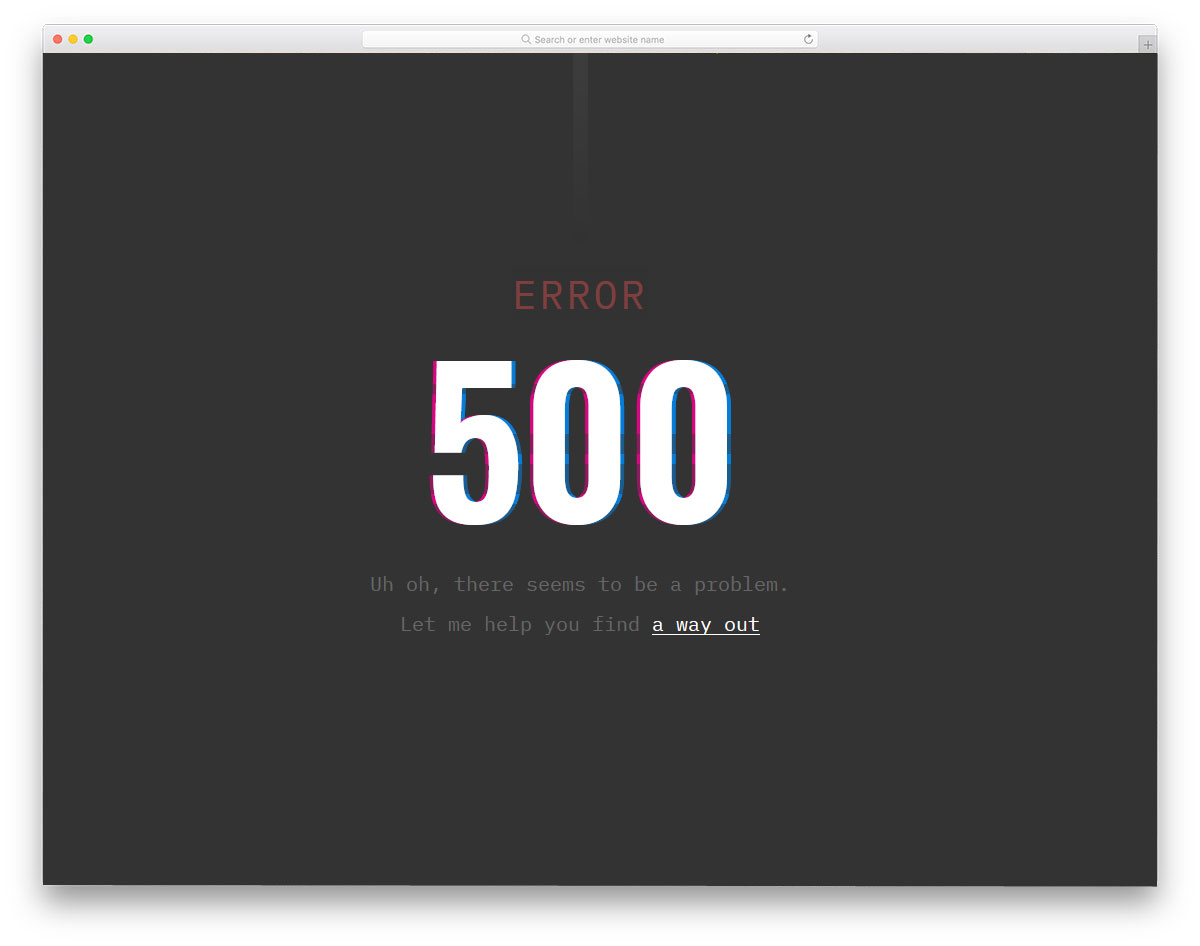 Search or enter website name
ERROR
500
Uh oh, there seems to be a problem.
Let me help you find a way out